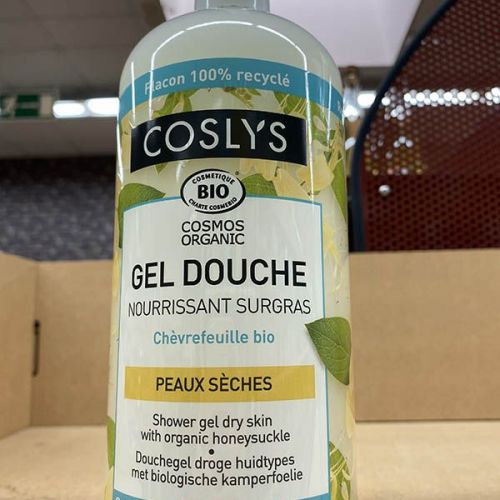 Flacon 100% recyclé
COSLYS
COSMETIQUE
BIO
CHARTE COSMEBIO
COSMOS
ORGANIC
GEL DOUCHE
NOURRISSANT SURGRAS
Chèvrefeuille bio
PEAUX SÈCHES
Shower gel dry skin
with organic honeysuckle
•
Douchegel droge huidtypes
met biologische kamperfoelie